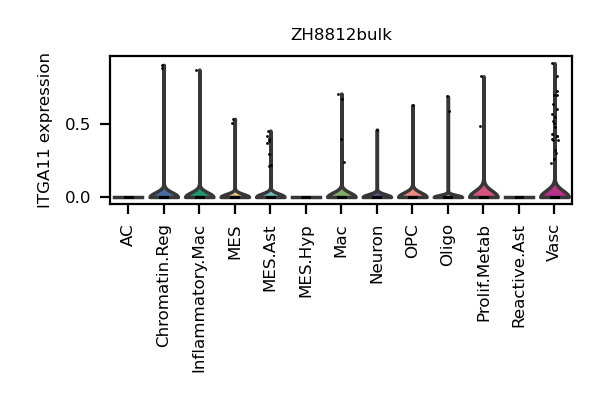 ZH8812bulk
ITGA11 expression
0.5
0.0
AC
Chromatin.Reg
Inflammatory.Mac
MES
MES.Ast
MES.Hyp
Mac
Neuron
OPC
Oligo
Prolif.Metab
Reactive.Ast
Vasc